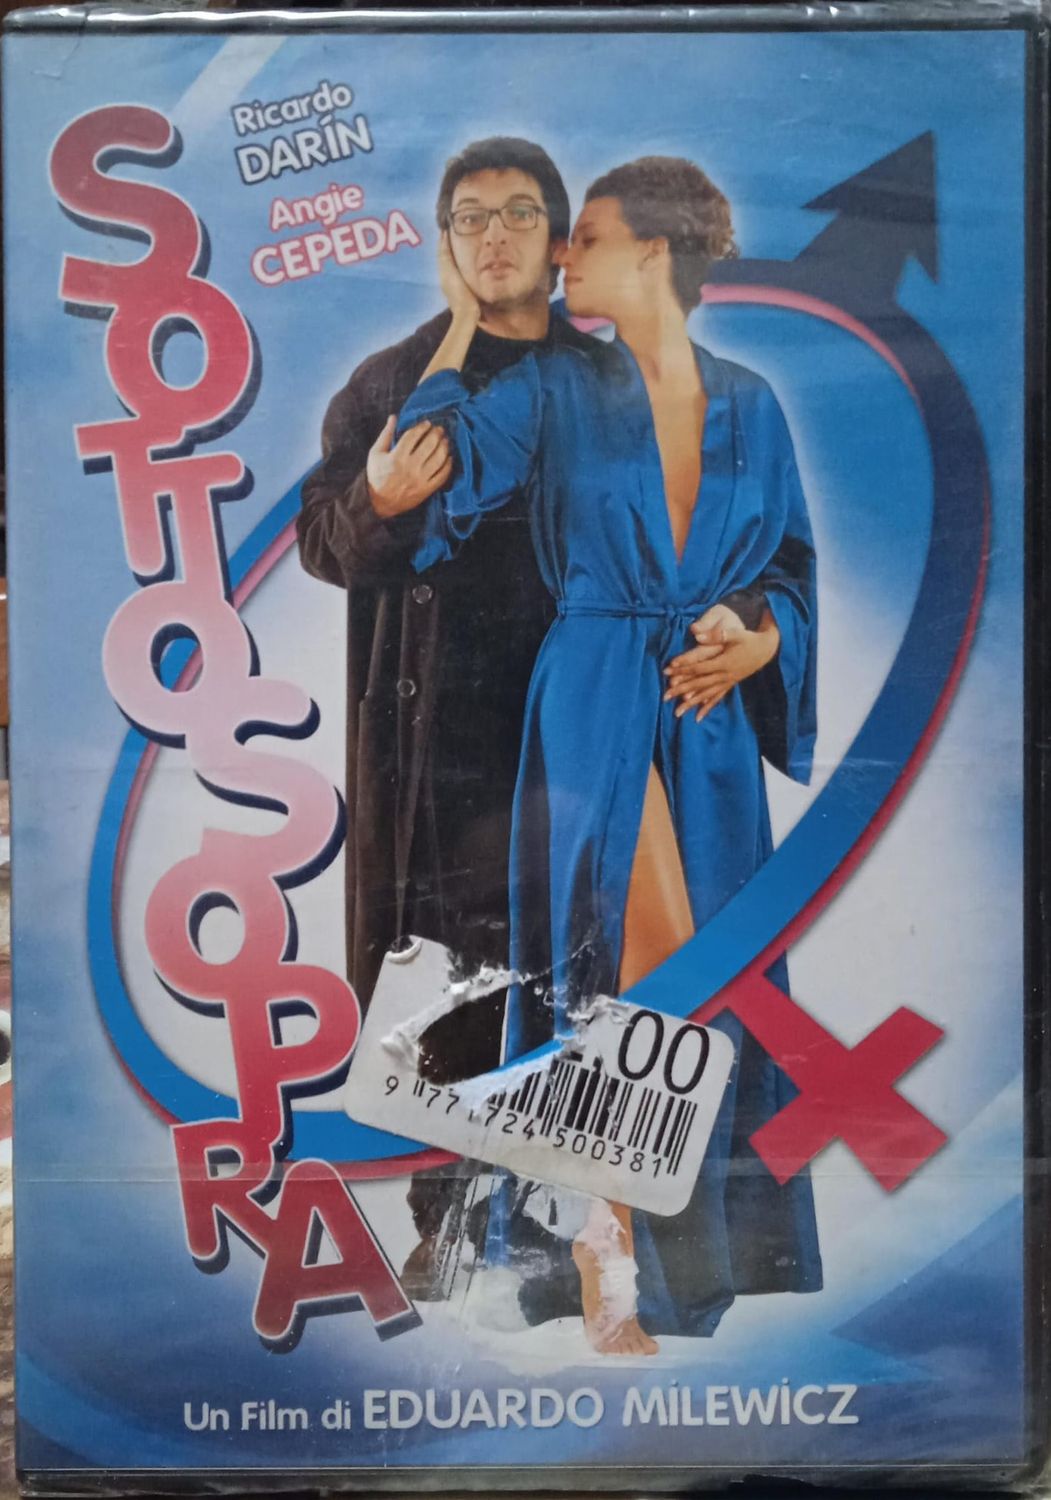 Ricardo
DARÍN
Angie
CEPEDA
SOTTOSOPRA
,00
9 771724 500381
Un Film di EDUARDO MiLEWiCZ